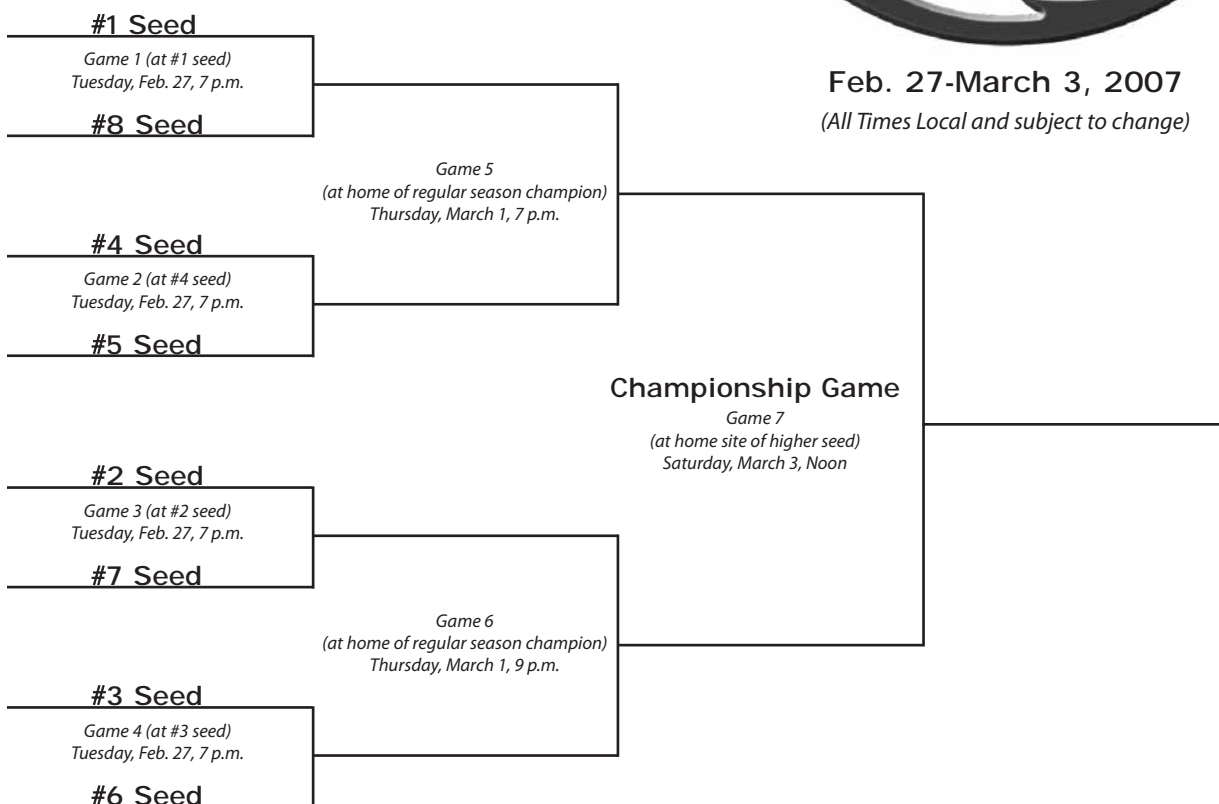 #1 Seed
Game 1 (at #1 seed)
Tuesday, Feb. 27, 7 p.m.
#8 Seed
Feb. 27-March 3, 2007
(All Times Local and subject to change)
Game 5
(at home of regular season champion)
Thursday, March 1, 7 p.m.
#4 Seed
Game 2 (at #4 seed)
Tuesday, Feb. 27, 7 p.m.
#5 Seed
Championship Game
Game 7
(at home site of higher seed)
Saturday, March 3, Noon
#2 Seed
Game 3 (at #2 seed)
Tuesday, Feb. 27, 7 p.m.
#7 Seed
Game 6
(at home of regular season champion)
Thursday, March 1, 9 p.m.
#3 Seed
Game 4 (at #3 seed)
Tuesday, Feb. 27, 7 p.m.
#6 Seed